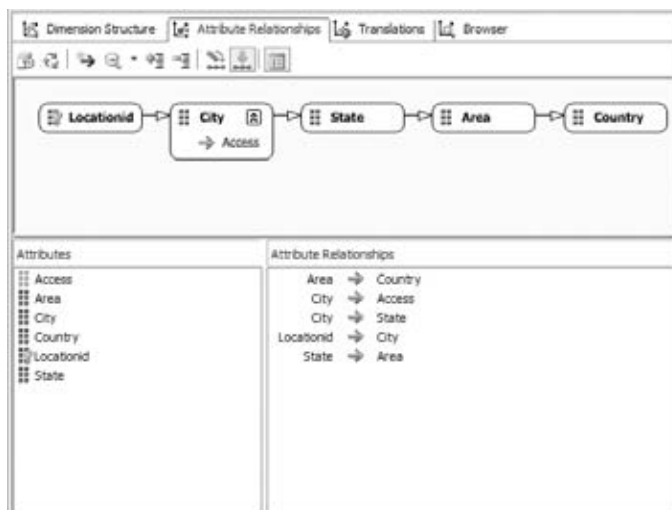 Dimension Structure Attribute Relationships Translations Browser
Locationid City State Area Country
Access
Attributes
Access
Area
City
Country
Locationid
State
Attribute Relationships
Area Country
City Access
City State
Locationid City
State Area